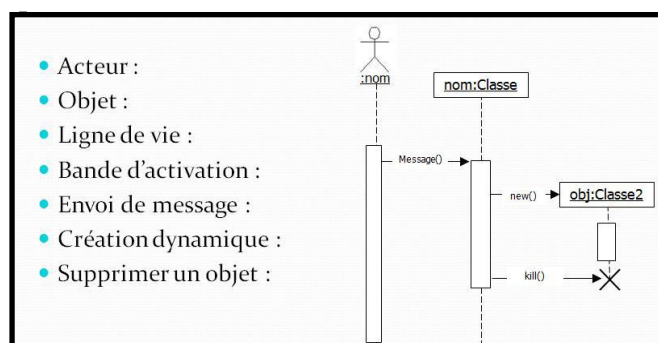 Acteur :
Objet :
Ligne de vie :
Bande d'activation :
Envoi de message :
Création dynamique :
Supprimer un objet :
:nom
nom:Classe
Message()
new()
obj:Classe2
kill()